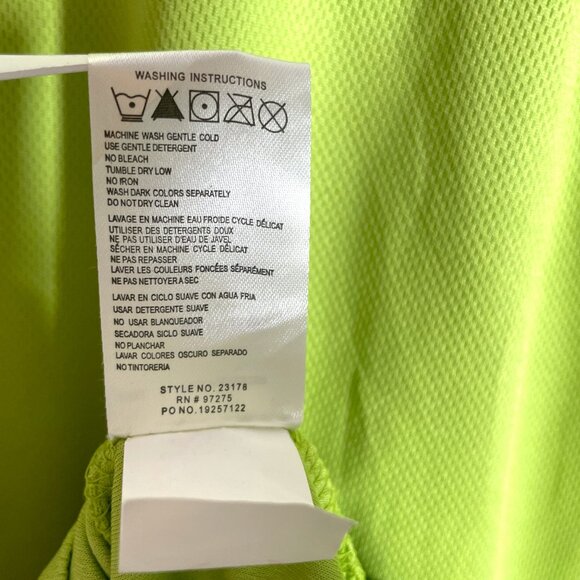 WASHING INSTRUCTIONS
MACHINE WASH GENTLE COLD
USE GENTLE DETERGENT
NO BLEACH
TUMBLE DRY LOW
NO IRON
WASH DARK COLORS SEPARATELY
DO NOT DRY CLEAN
LAVAGE EN MACHINE EAU FROIDE CYCLE DÉLICAT
UTILISER DES DETERGENTS DOUX
NE PAS UTILISER D'EAU DE JAVEL
SÉCHER EN MACHINE CYCLE DÉLICAT
NE PAS REPASSER
LAVER LES COULEURS FONCÉES SÉPARÉMENT
NE PAS NETTOYER A SEC
LAVAR EN CICLO SUAVE CON AGUA FRIA
USAR DETERGENTE SUAVE
NO USAR BLANQUEADOR
SECADORA SICLO SUAVE
NO PLANCHAR
LAVAR COLORES OSCURO SEPARADO
NO TINTORERIA
STYLE NO. 23178
RN # 97275
PO NO. 19257122